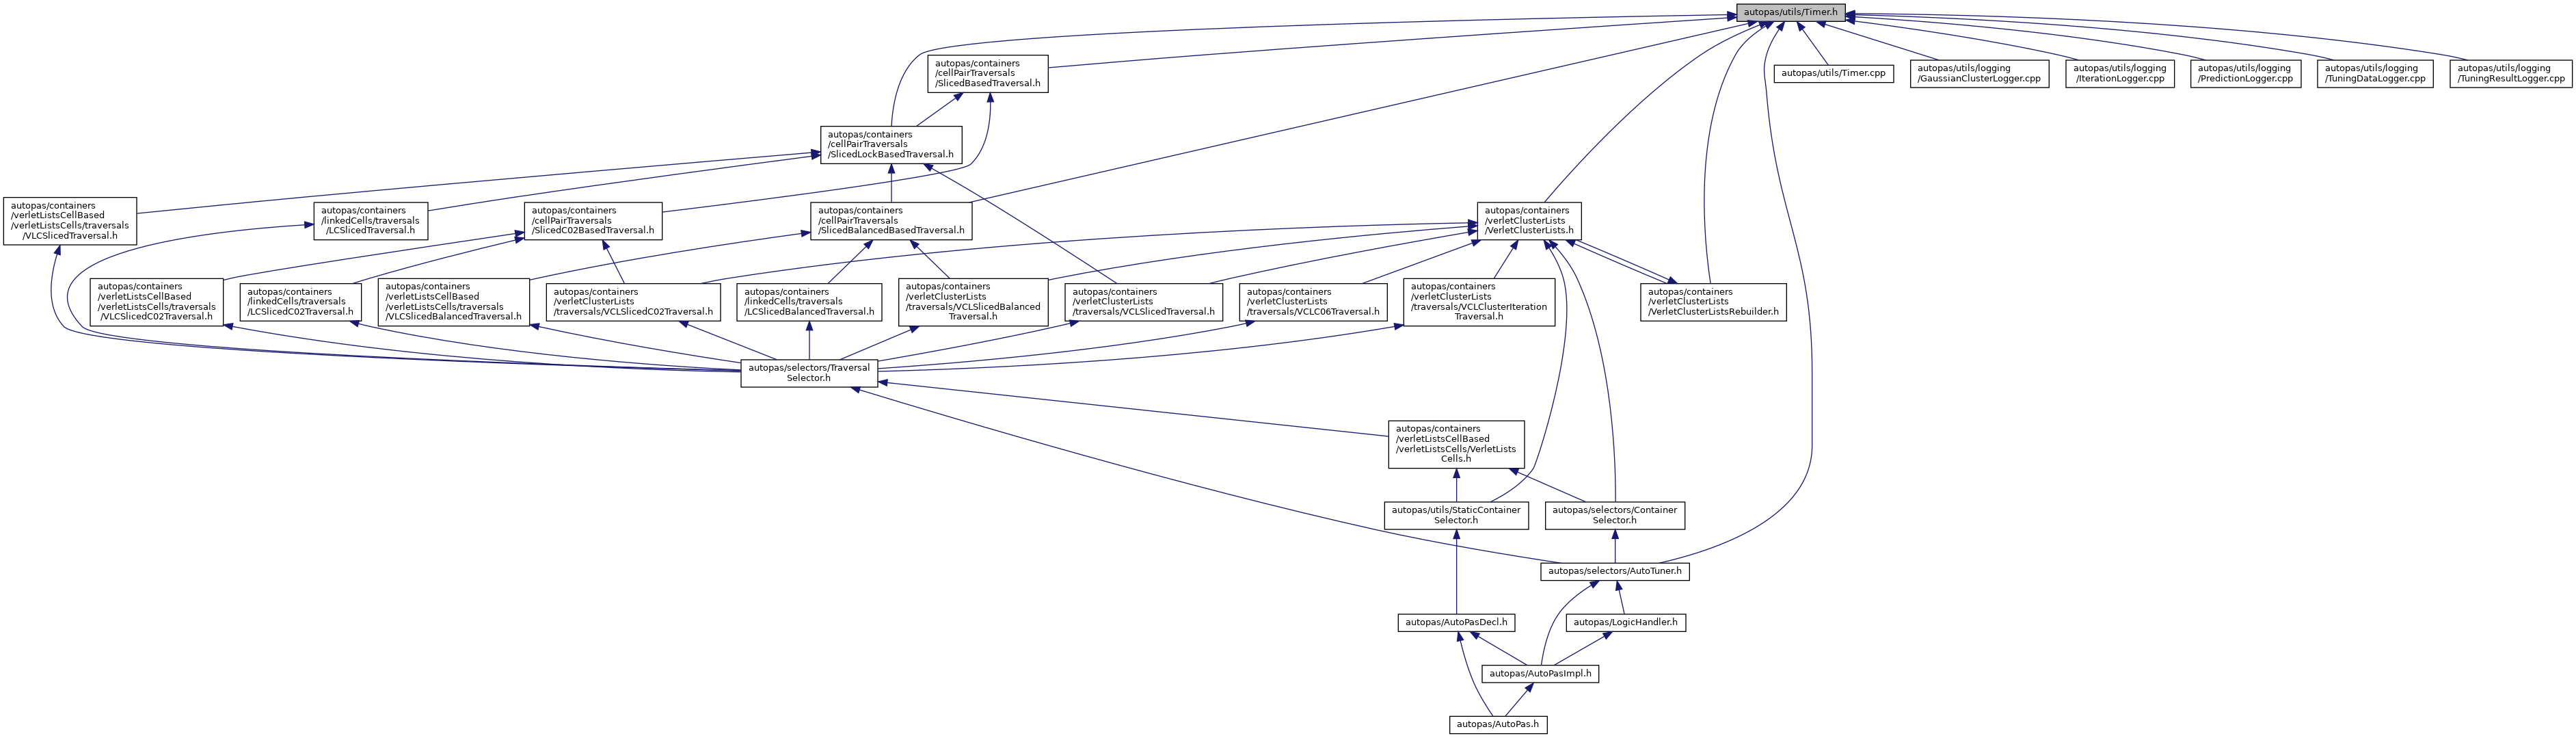 autopas/utils/Timer.h
autopas/containers
/cellPairTraversals
/SlicedBasedTraversal.h
autopas/utils/Timer.cpp
autopas/utils/logging
/GaussianClusterLogger.cpp
autopas/utils/logging
/IterationLogger.cpp
autopas/utils/logging
/PredictionLogger.cpp
autopas/utils/logging
/TuningDataLogger.cpp
autopas/utils/logging
/TuningResultLogger.cpp
autopas/containers
/cellPairTraversals
/SlicedLockBasedTraversal.h
autopas/containers
/verletListsCellBased
/verletListsCells/traversals
/VLCSlicedTraversal.h
autopas/containers
/linkedCells/traversals
/LCSlicedTraversal.h
autopas/containers
/cellPairTraversals
/SlicedC02BasedTraversal.h
autopas/containers
/cellPairTraversals
/SlicedBalancedBasedTraversal.h
autopas/containers
/verletClusterLists
/VerletClusterLists.h
autopas/containers
/verletListsCellBased
/verletListsCells/traversals
/VLCSlicedC02Traversal.h
autopas/containers
/linkedCells/traversals
/LCSlicedC02Traversal.h
autopas/containers
/verletListsCellBased
/verletListsCells/traversals
/VLCSlicedBalancedTraversal.h
autopas/containers
/verletClusterLists
/traversals/VCLSlicedC02Traversal.h
autopas/containers
/linkedCells/traversals
/LCSlicedBalancedTraversal.h
autopas/containers
/verletClusterLists
/traversals/VCLSlicedBalanced
Traversal.h
autopas/containers
/verletClusterLists
/traversals/VCLSlicedTraversal.h
autopas/containers
/verletClusterLists
/traversals/VCLC06Traversal.h
autopas/containers
/verletClusterLists
/traversals/VCLClusterIteration
Traversal.h
autopas/containers
/verletClusterLists
/VerletClusterListsRebuilder.h
autopas/selectors/Traversal
Selector.h
autopas/containers
/verletListsCellBased
/verletListsCells/VerletLists
Cells.h
autopas/utils/StaticContainer
Selector.h
autopas/selectors/Container
Selector.h
autopas/selectors/AutoTuner.h
autopas/AutoPasDecl.h
autopas/LogicHandler.h
autopas/AutoPasImpl.h
autopas/AutoPas.h